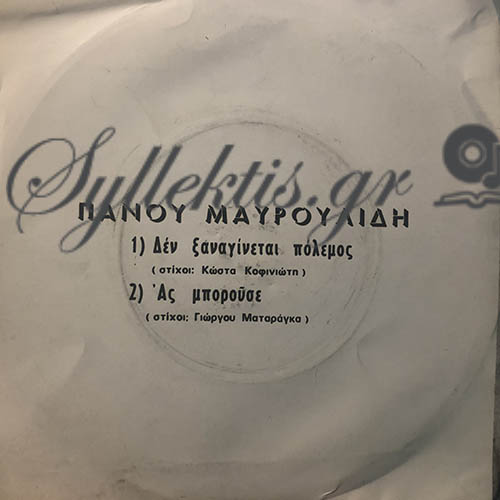 Syllektis.gr
ΠΑΝΟΥ ΜΑΥΡΟΥΛΙΔΗ
1) Δέν ξαναγίνεται πόλεμος
( στίχοι: Κώστα Κοφινιώτη )
2) Ἀς μποροῦσε
( στίχοι: Γιώργου Ματαράγκα )